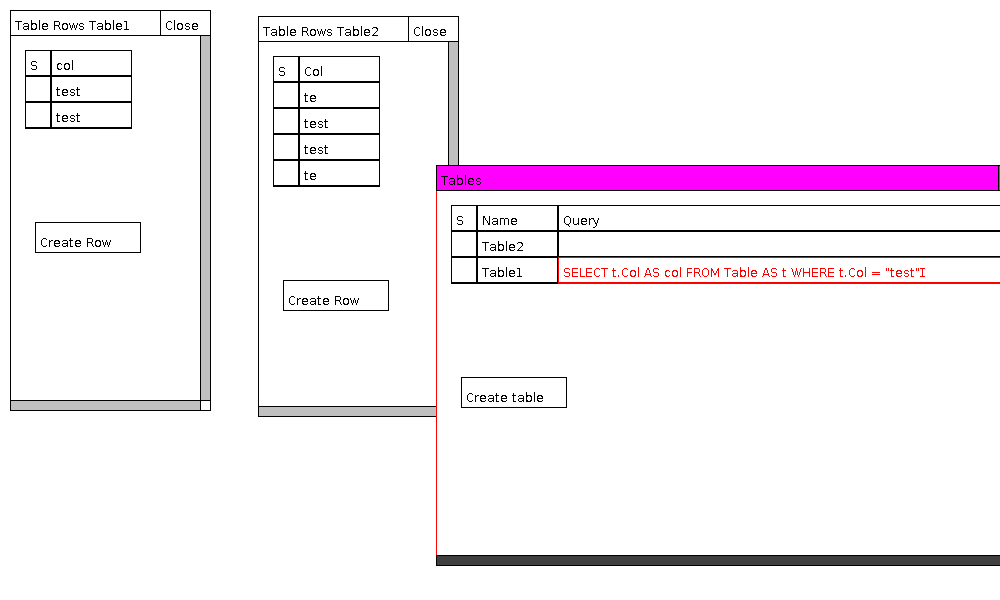 Table Rows Table1 Close
S col
test
test
Create Row
Table Rows Table2 Close
S Col
te
test
test
te
Create Row
Tables
S Name Query
Table2
Table1 SELECT t.Col AS col FROM Table AS t WHERE t.Col = "test"
Create table